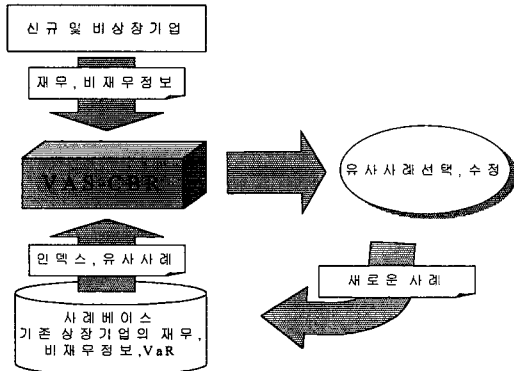 신규 및 비상장기업
재무, 비재무정보
VAS-CBR
유사사례선택, 수정
인덱스, 유사사례
새로운 사례
사례베이스
기존 상장기업의 재무,
비재무정보,VaR